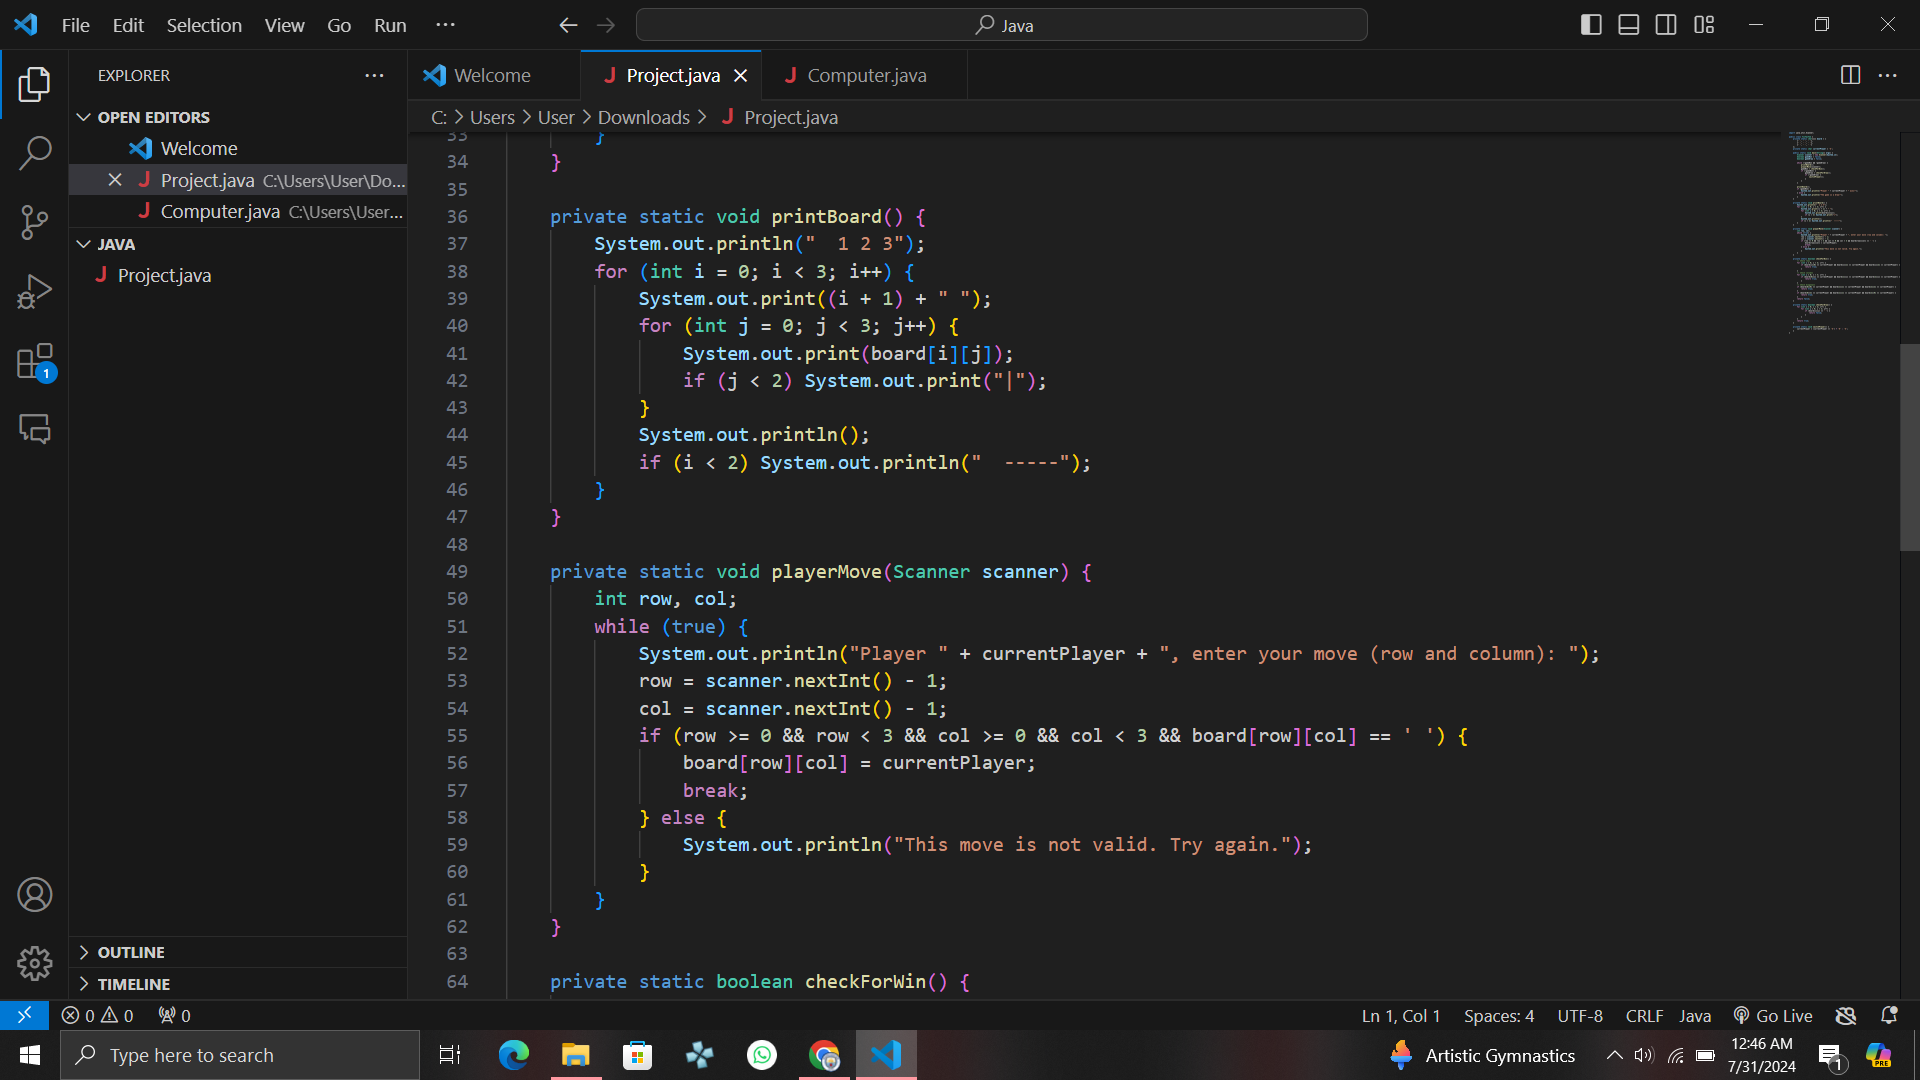 File Edit Selection View Go Run ···
Java
EXPLORER
OPEN EDITORS
Welcome
Project.java C:\Users\User\Do...
Computer.java C:\Users\User...
JAVA
Project.java
OUTLINE
TIMELINE
1
Welcome Project.java Computer.java
C: > Users > User > Downloads > Project.java
33 }
34 }
35
36 private static void printBoard() {
37 System.out.println("  1 2 3");
38 for (int i = 0; i < 3; i++) {
39 System.out.print((i + 1) + " ");
40 for (int j = 0; j < 3; j++) {
41 System.out.print(board[i][j]);
42 if (j < 2) System.out.print("|");
43 }
44 System.out.println();
45 if (i < 2) System.out.println("  -----");
46 }
47 }
48
49 private static void playerMove(Scanner scanner) {
50 int row, col;
51 while (true) {
52 System.out.println("Player " + currentPlayer + ", enter your move (row and column): ");
53 row = scanner.nextInt() - 1;
54 col = scanner.nextInt() - 1;
55 if (row >= 0 && row < 3 && col >= 0 && col < 3 && board[row][col] == ' ') {
56 board[row][col] = currentPlayer;
57 break;
58 } else {
59 System.out.println("This move is not valid. Try again.");
60 }
61 }
62 }
63
64 private static boolean checkForWin() {
0 0 0
Ln 1, Col 1 Spaces: 4 UTF-8 CRLF Java Go Live
Type here to search
Artistic Gymnastics
12:46 AM
7/31/2024
1
PRE